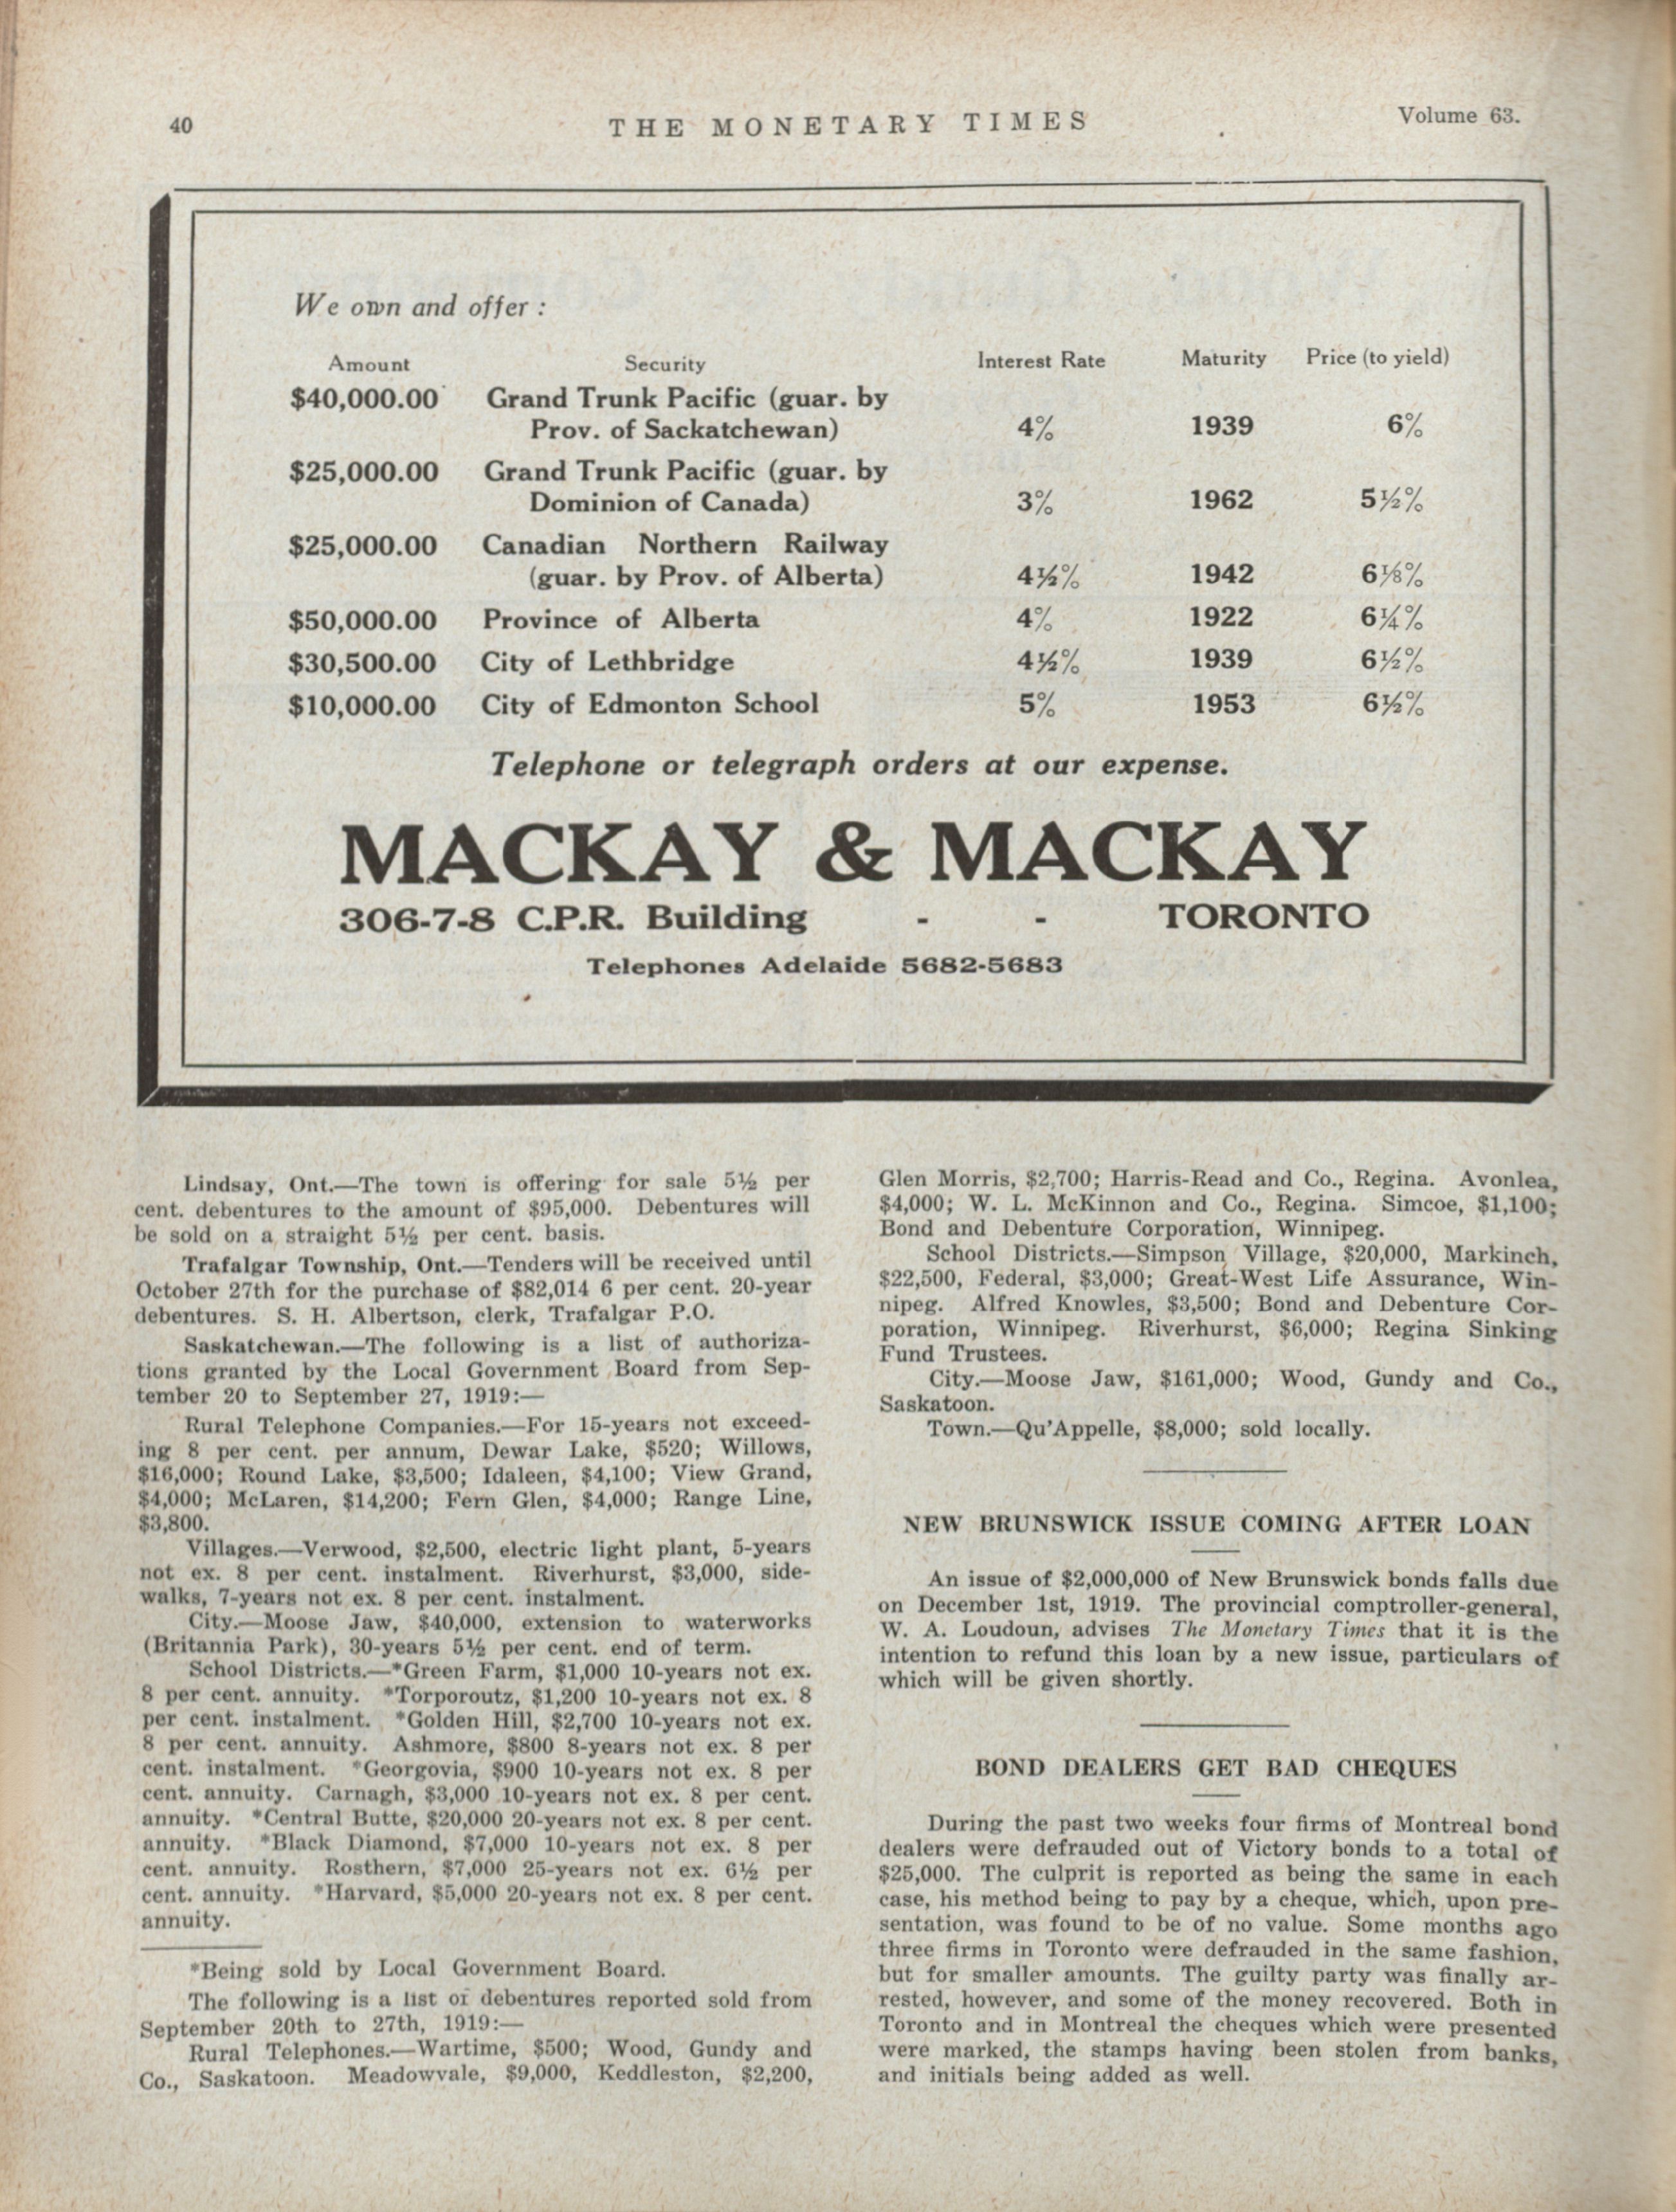 40
THE MONETARY TIMES
Volume 63.
We own and offer :
Amount Security Interest Rate Maturity Price (to yield)
$40,000.00 Grand Trunk Pacific (guar. by
Prov. of Sackatchewan) 4% 1939 6%
$25,000.00 Grand Trunk Pacific (guar. by
Dominion of Canada) 3% 1962 5½%
$25,000.00 Canadian Northern Railway
(guar. by Prov. of Alberta) 4½% 1942 6⅛%
$50,000.00 Province of Alberta 4% 1922 6¼%
$30,500.00 City of Lethbridge 4½% 1939 6½%
$10,000.00 City of Edmonton School 5% 1953 6½%
Telephone or telegraph orders at our expense.
MACKAY & MACKAY
306-7-8 C.P.R. Building - - TORONTO
Telephones Adelaide 5682-5683
Lindsay, Ont.—The town is offering for sale 5½ per
cent. debentures to the amount of $95,000. Debentures will
be sold on a straight 5½ per cent. basis.
Trafalgar Township, Ont.—Tenders will be received until
October 27th for the purchase of $82,014 6 per cent. 20-year
debentures. S. H. Albertson, clerk, Trafalgar P.O.
Saskatchewan.—The following is a list of authoriza-
tions granted by the Local Government Board from Sep-
tember 20 to September 27, 1919:—
Rural Telephone Companies.—For 15-years not exceed-
ing 8 per cent. per annum, Dewar Lake, $520; Willows,
$16,000; Round Lake, $3,500; Idaleen, $4,100; View Grand,
$4,000; McLaren, $14,200; Fern Glen, $4,000; Range Line,
$3,800.
Villages.—Verwood, $2,500, electric light plant, 5-years
not ex. 8 per cent. instalment. Riverhurst, $3,000, side-
walks, 7-years not ex. 8 per cent. instalment.
City.—Moose Jaw, $40,000, extension to waterworks
(Britannia Park), 30-years 5½ per cent. end of term.
School Districts.—*Green Farm, $1,000 10-years not ex.
8 per cent. annuity. *Torporoutz, $1,200 10-years not ex. 8
per cent. instalment. *Golden Hill, $2,700 10-years not ex.
8 per cent. annuity. Ashmore, $800 8-years not ex. 8 per
cent. instalment. *Georgovia, $900 10-years not ex. 8 per
cent. annuity. Carnagh, $3,000 10-years not ex. 8 per cent.
annuity. *Central Butte, $20,000 20-years not ex. 8 per cent.
annuity. *Black Diamond, $7,000 10-years not ex. 8 per
cent. annuity. Rosthern, $7,000 25-years not ex. 6½ per
cent. annuity. *Harvard, $5,000 20-years not ex. 8 per cent.
annuity.
*Being sold by Local Government Board.
The following is a list of debentures reported sold from
September 20th to 27th, 1919:—
Rural Telephones.—Wartime, $500; Wood, Gundy and
Co., Saskatoon. Meadowvale, $9,000, Keddleston, $2,200,
Glen Morris, $2,700; Harris-Read and Co., Regina. Avonlea,
$4,000; W. L. McKinnon and Co., Regina. Simcoe, $1,100;
Bond and Debenture Corporation, Winnipeg.
School Districts.—Simpson Village, $20,000, Markinch,
$22,500, Federal, $3,000; Great-West Life Assurance, Win-
nipeg. Alfred Knowles, $3,500; Bond and Debenture Cor-
poration, Winnipeg. Riverhurst, $6,000; Regina Sinking
Fund Trustees.
City.—Moose Jaw, $161,000; Wood, Gundy and Co.,
Saskatoon.
Town.—Qu'Appelle, $8,000; sold locally.
NEW BRUNSWICK ISSUE COMING AFTER LOAN
An issue of $2,000,000 of New Brunswick bonds falls due
on December 1st, 1919. The provincial comptroller-general,
W. A. Loudoun, advises The Monetary Times that it is the
intention to refund this loan by a new issue, particulars of
which will be given shortly.
BOND DEALERS GET BAD CHEQUES
During the past two weeks four firms of Montreal bond
dealers were defrauded out of Victory bonds to a total of
$25,000. The culprit is reported as being the same in each
case, his method being to pay by a cheque, which, upon pre-
sentation, was found to be of no value. Some months ago
three firms in Toronto were defrauded in the same fashion,
but for smaller amounts. The guilty party was finally ar-
rested, however, and some of the money recovered. Both in
Toronto and in Montreal the cheques which were presented
were marked, the stamps having been stolen from banks,
and initials being added as well.